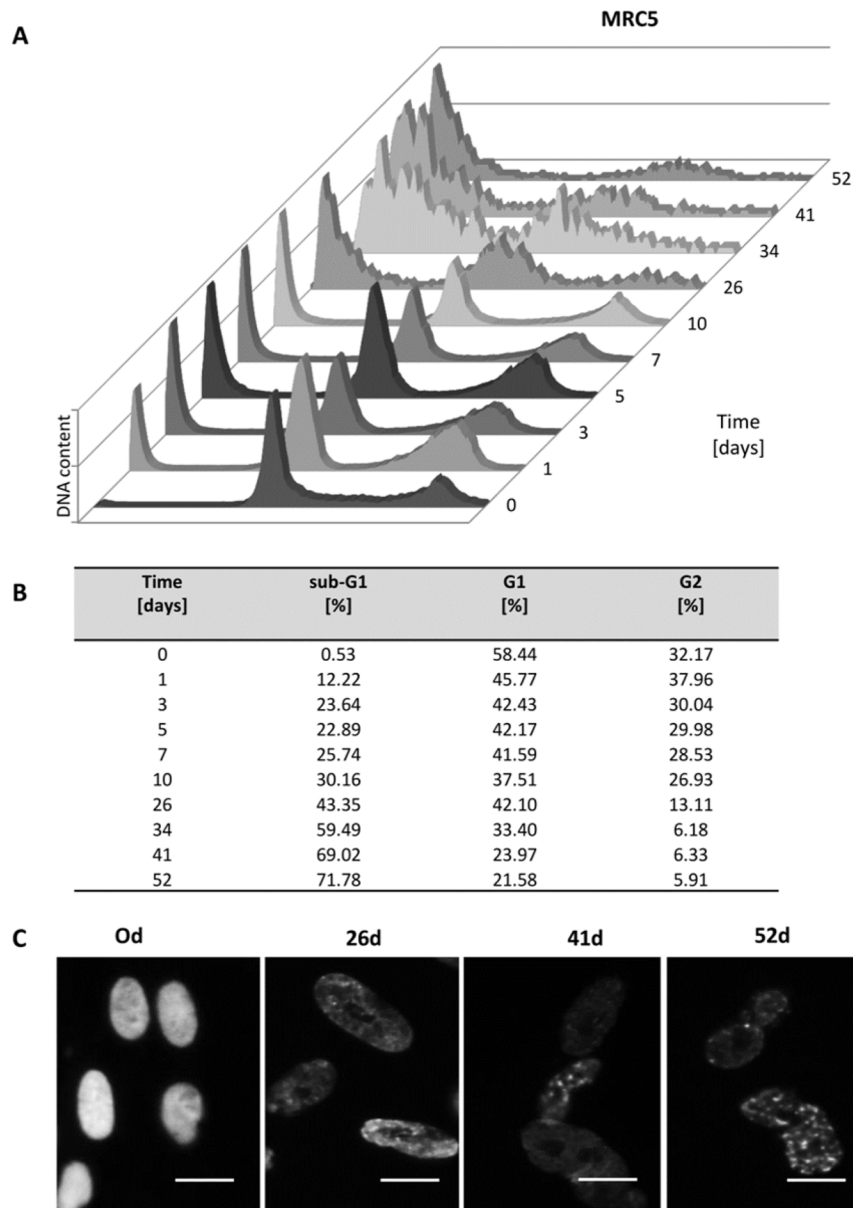 A
MRC5
52
41
34
26
10
7
5
3
1
0
DNA content
Time
[days]
B
Time sub-G1 G1 G2
[days] [%] [%] [%]
0 0.53 58.44 32.17
1 12.22 45.77 37.96
3 23.64 42.43 30.04
5 22.89 42.17 29.98
7 25.74 41.59 28.53
10 30.16 37.51 26.93
26 43.35 42.10 13.11
34 59.49 33.40 6.18
41 69.02 23.97 6.33
52 71.78 21.58 5.91
C
Od 26d 41d 52d